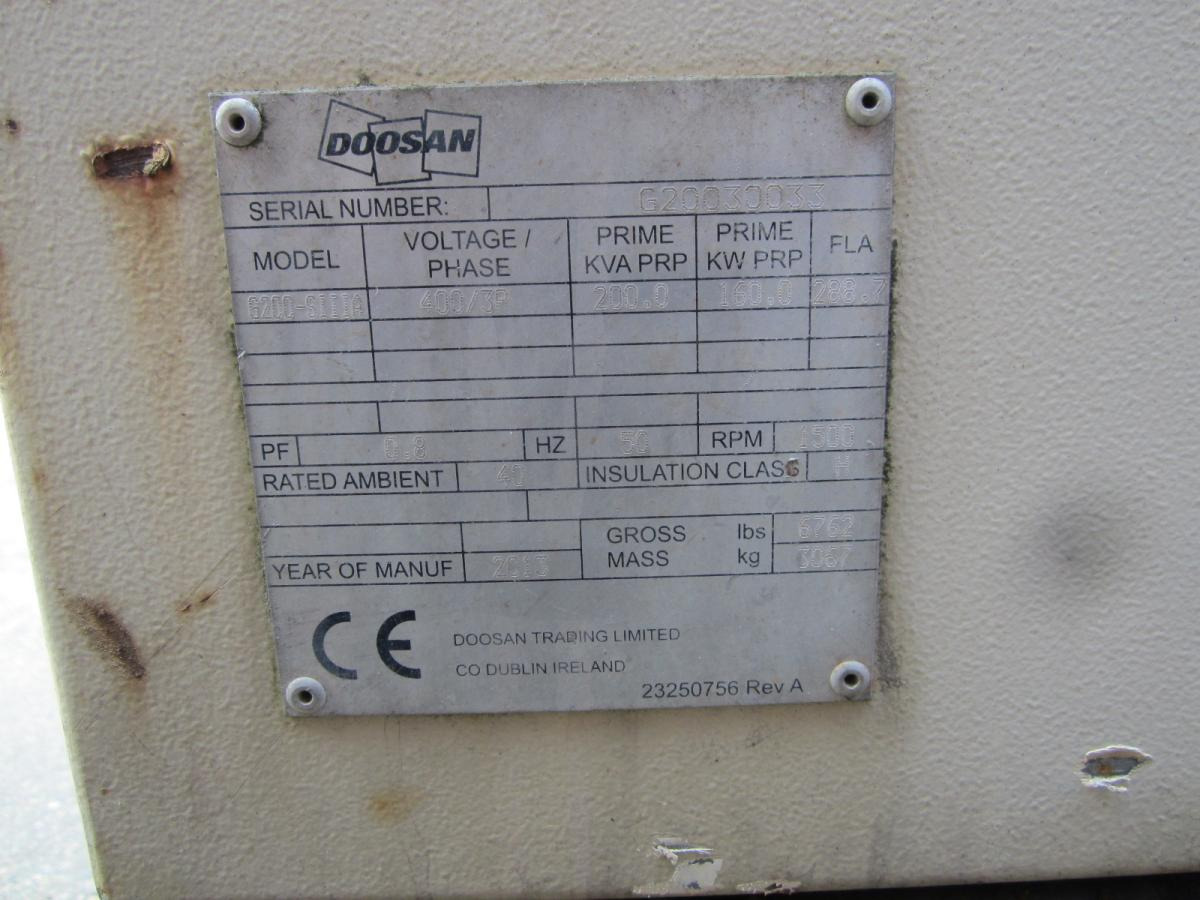 DOOSAN
SERIAL NUMBER: G20030033
MODEL VOLTAGE / PHASE PRIME KVA PRP PRIME KW PRP FLA
G200-SIIIA 400/3P 200.0 160.0 288.7
PF 0.8 HZ 50 RPM 1500
RATED AMBIENT 40 INSULATION CLASS H
GROSS MASS lbs 6762
YEAR OF MANUF 2013 kg 3067
CE
DOOSAN TRADING LIMITED
CO DUBLIN IRELAND
23250756 Rev A